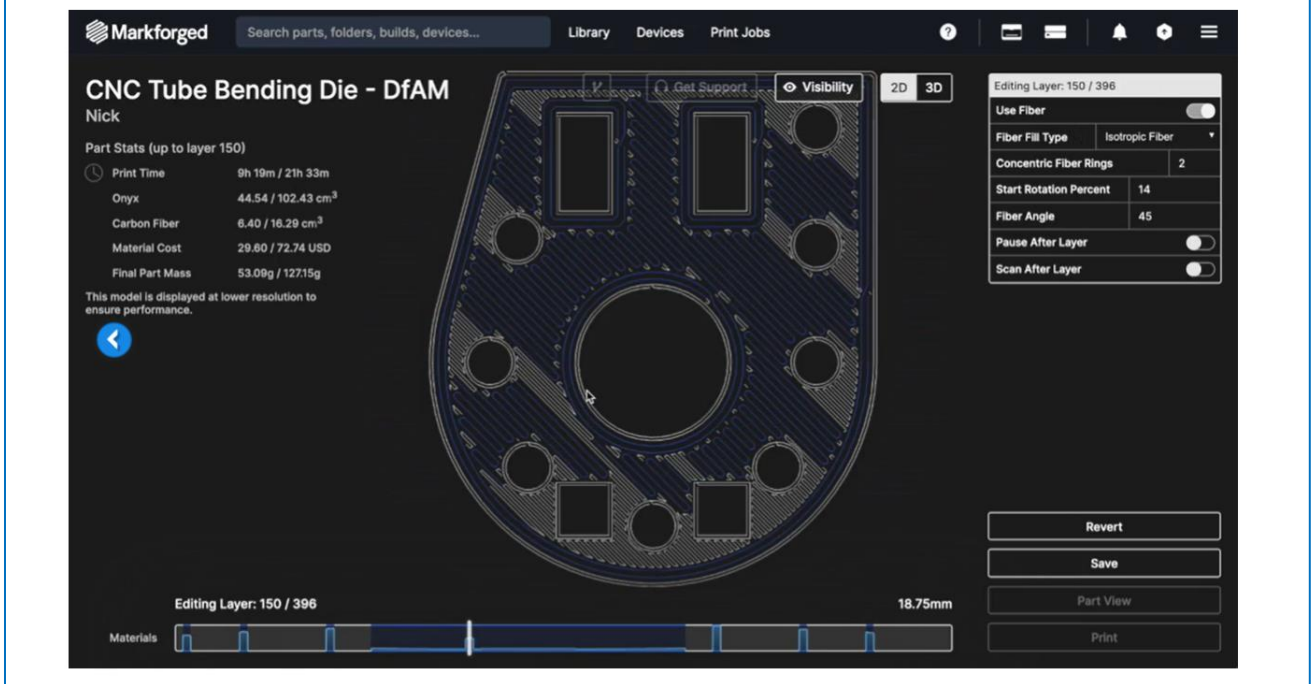 Markforged
Search parts, folders, builds, devices...
Library
Devices
Print Jobs
?
CNC Tube Bending Die - DfAM
Nick
Part Stats (up to layer 150)
Print Time 9h 19m / 21h 33m
Onyx 44.54 / 102.43 cm³
Carbon Fiber 6.40 / 16.29 cm³
Material Cost 29.60 / 72.74 USD
Final Part Mass 53.09g / 127.15g
This model is displayed at lower resolution to
ensure performance.
Get Support
Visibility
2D 3D
Editing Layer: 150 / 396
Use Fiber
Fiber Fill Type Isotropic Fiber
Concentric Fiber Rings 2
Start Rotation Percent 14
Fiber Angle 45
Pause After Layer
Scan After Layer
Revert
Save
Part View
Print
Editing Layer: 150 / 396
18.75mm
Materials